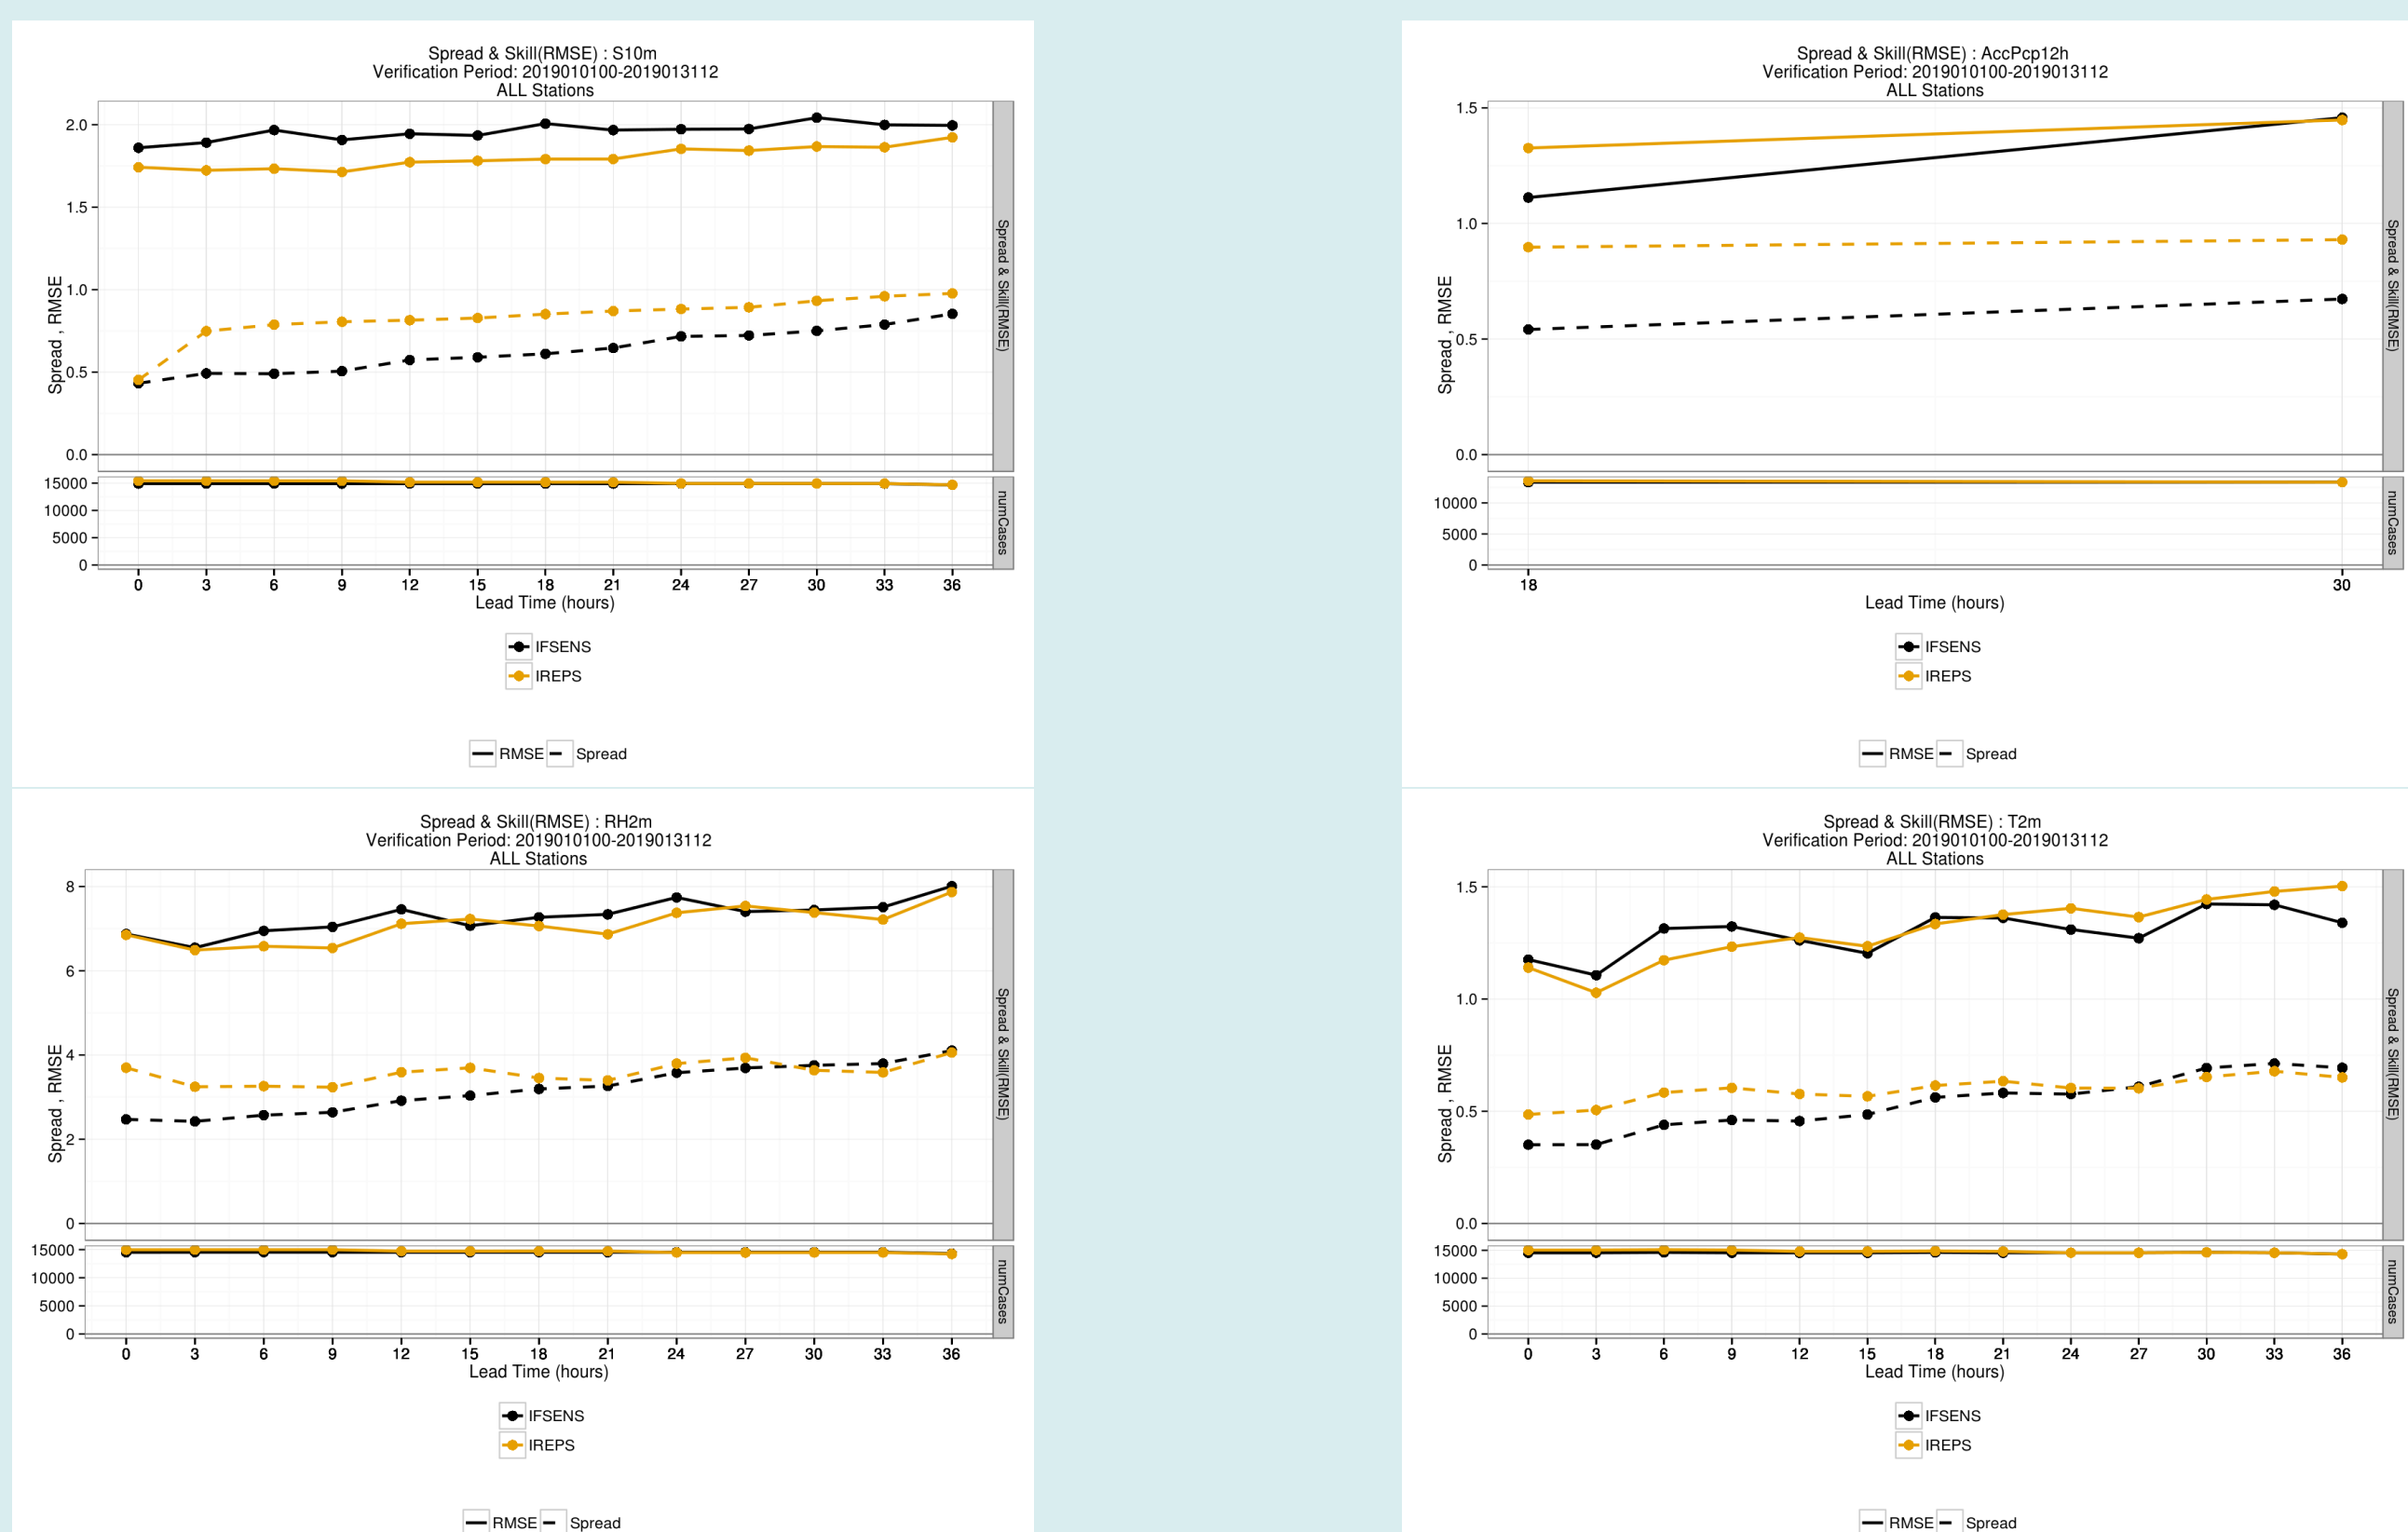 Spread & Skill(RMSE) : S10m
Verification Period: 2019010100-2019013112
ALL Stations
2.0
1.5
1.0
0.5
0.0
Spread , RMSE
Spread & Skill(RMSE)
15000
10000
5000
0
numCases
0 3 6 9 12 15 18 21 24 27 30 33 36
Lead Time (hours)
IFSENS
IREPS
RMSE Spread
Spread & Skill(RMSE) : AccPcp12h
Verification Period: 2019010100-2019013112
ALL Stations
1.5
1.0
0.5
0.0
Spread , RMSE
Spread & Skill(RMSE)
10000
5000
0
numCases
18 30
Lead Time (hours)
IFSENS
IREPS
RMSE Spread
Spread & Skill(RMSE) : RH2m
Verification Period: 2019010100-2019013112
ALL Stations
8
6
4
2
0
Spread , RMSE
Spread & Skill(RMSE)
15000
10000
5000
0
numCases
0 3 6 9 12 15 18 21 24 27 30 33 36
Lead Time (hours)
IFSENS
IREPS
RMSE Spread
Spread & Skill(RMSE) : T2m
Verification Period: 2019010100-2019013112
ALL Stations
1.5
1.0
0.5
0.0
Spread , RMSE
Spread & Skill(RMSE)
15000
10000
5000
0
numCases
0 3 6 9 12 15 18 21 24 27 30 33 36
Lead Time (hours)
IFSENS
IREPS
RMSE Spread